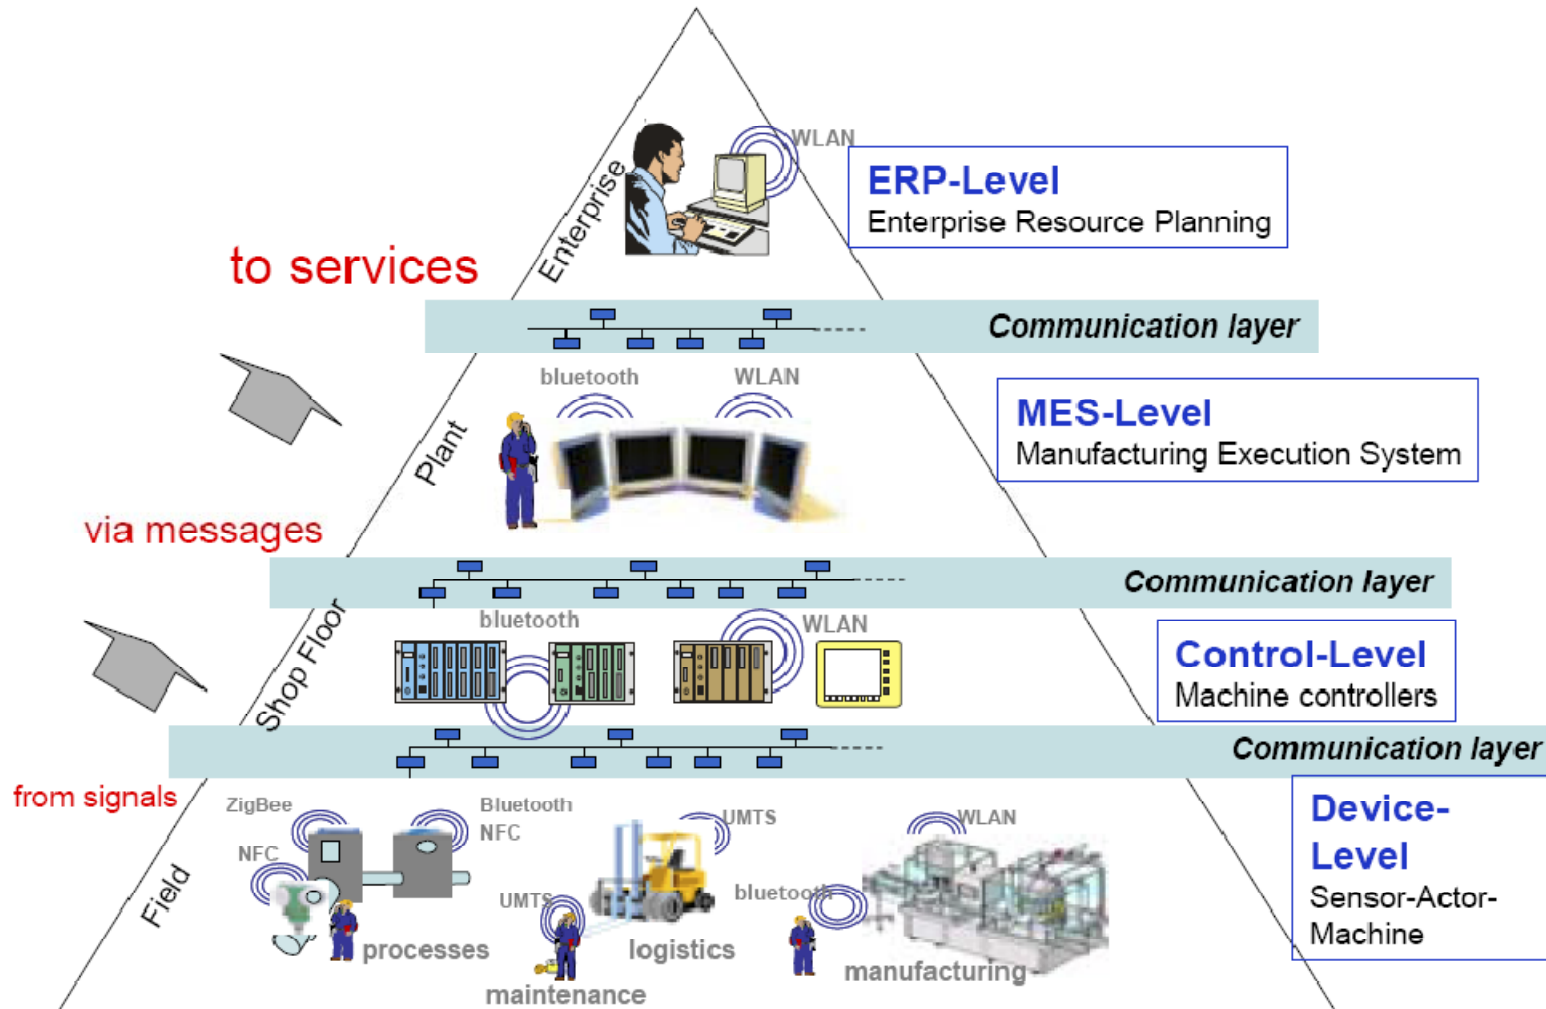 WLAN
ERP-Level
Enterprise Resource Planning
Enterprise
to services
Communication layer
bluetooth
WLAN
MES-Level
Manufacturing Execution System
Plant
via messages
Communication layer
bluetooth
WLAN
Control-Level
Machine controllers
Shop Floor
Communication layer
from signals
ZigBee
Bluetooth
NFC
UMTS
WLAN
Device-
Level
Sensor-Actor-
Machine
NFC
UMTS
bluetooth
Field
processes
logistics
manufacturing
maintenance